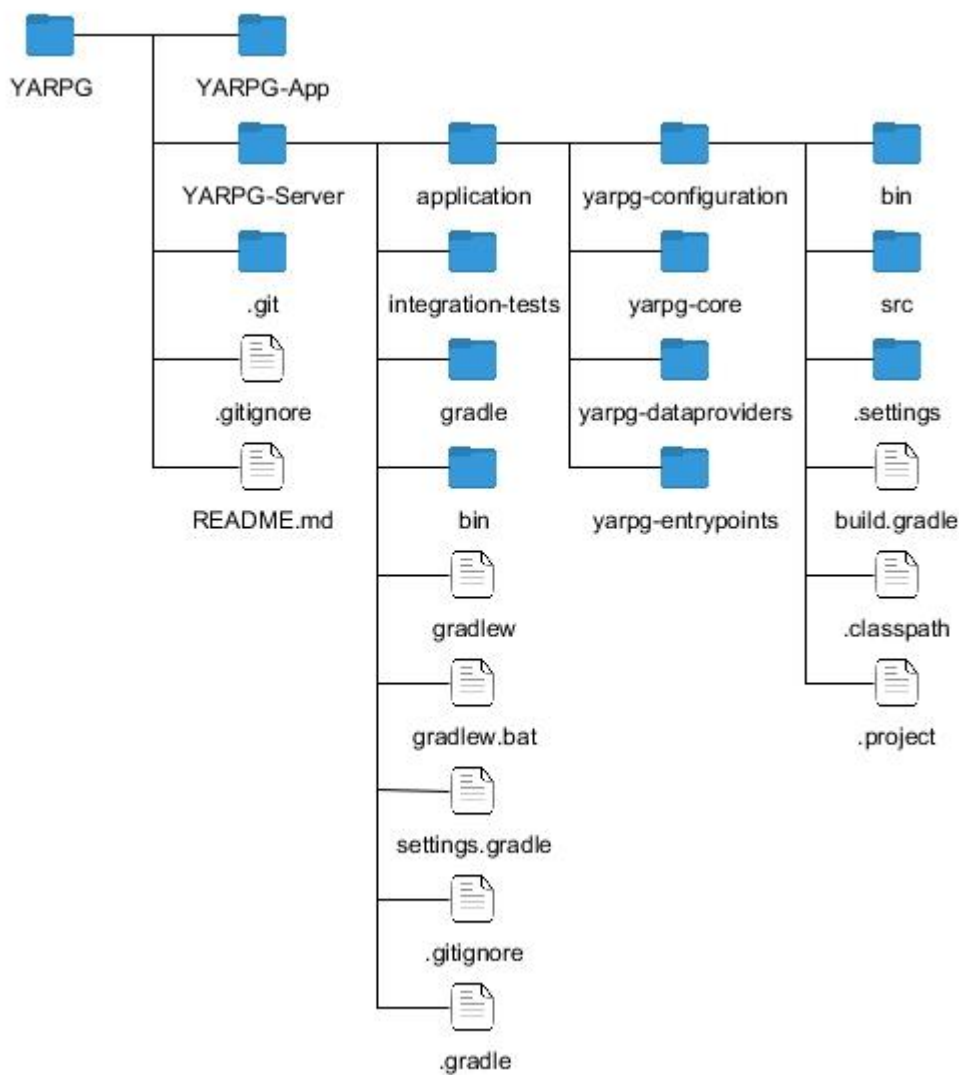 YARPG
YARPG-App
YARPG-Server
application
yarpg-configuration
bin
.git
integration-tests
yarpg-core
src
.gitignore
gradle
yarpg-dataproviders
.settings
README.md
bin
yarpg-entrypoints
build.gradle
gradlew
.classpath
gradlew.bat
.project
settings.gradle
.gitignore
.gradle